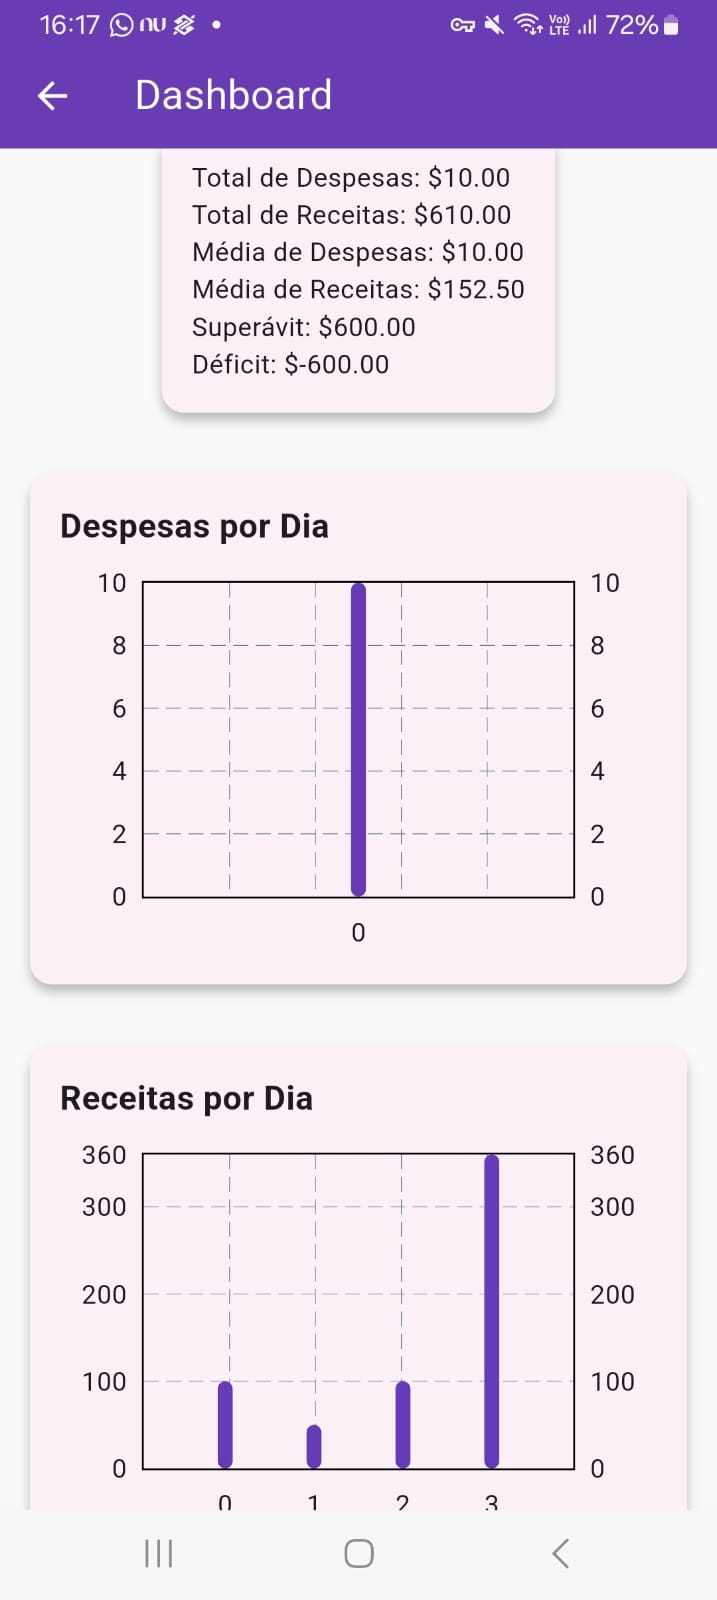 16:17 nu Vo)) LTE 72%
Dashboard
Total de Despesas: $10.00
Total de Receitas: $610.00
Média de Despesas: $10.00
Média de Receitas: $152.50
Superávit: $600.00
Déficit: $-600.00
Despesas por Dia
10 10
8 8
6 6
4 4
2 2
0 0
0
Receitas por Dia
360 360
300 300
200 200
100 100
0 0
0 1 2 3